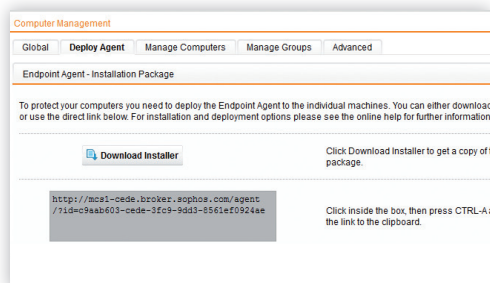 Computer Management
Global Deploy Agent Manage Computers Manage Groups Advanced
Endpoint Agent - Installation Package
To protect your computers you need to deploy the Endpoint Agent to the individual machines. You can either download
or use the direct link below. For installation and deployment options please see the online help for further information
Download Installer
Click Download Installer to get a copy of
package.
http://mcs1-cede.broker.sophos.com/agent
/?id=c9aab603-cede-3fc9-9dd3-8561ef0924ae
Click inside the box, then press CTRL-A
the link to the clipboard.